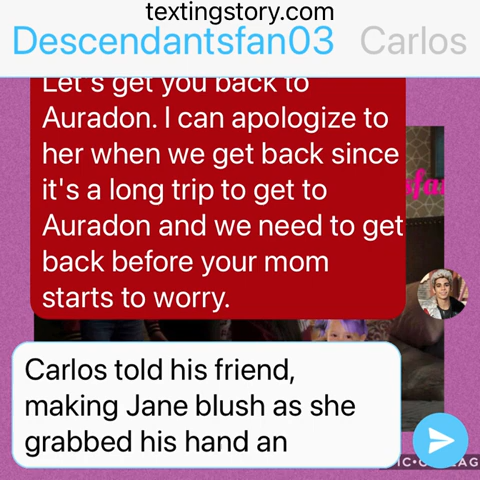 textingstory.com
Descendantsfan03 Carlos
Let's get you back to
Auradon. I can apologize to
her when we get back since
it's a long trip to get to
Auradon and we need to get
back before your mom
starts to worry.
Carlos told his friend,
making Jane blush as she
grabbed his hand an